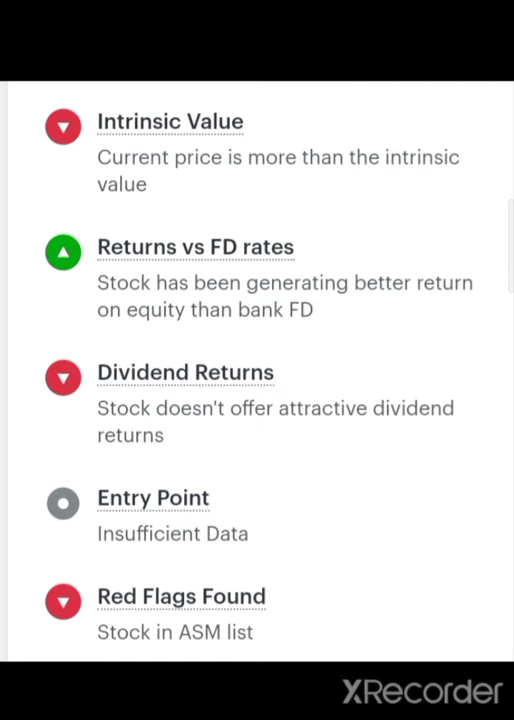 Intrinsic Value
Current price is more than the intrinsic
value
Returns vs FD rates
Stock has been generating better return
on equity than bank FD
Dividend Returns
Stock doesn't offer attractive dividend
returns
Entry Point
Insufficient Data
Red Flags Found
Stock in ASM list
XRecorder